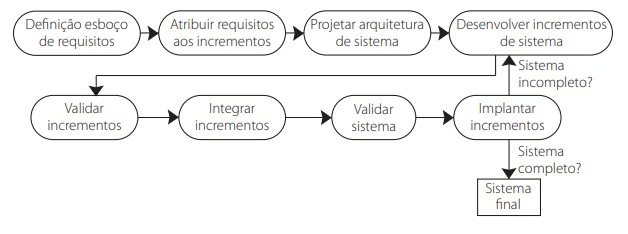 Definição esboço
de requisitos
Atribuir requisitos
aos incrementos
Projetar arquitetura
de sistema
Desenvolver incrementos
de sistema
Sistema
incompleto?
Validar
incrementos
Integrar
incrementos
Validar
sistema
Implantar
incrementos
Sistema
completo?
Sistema
final